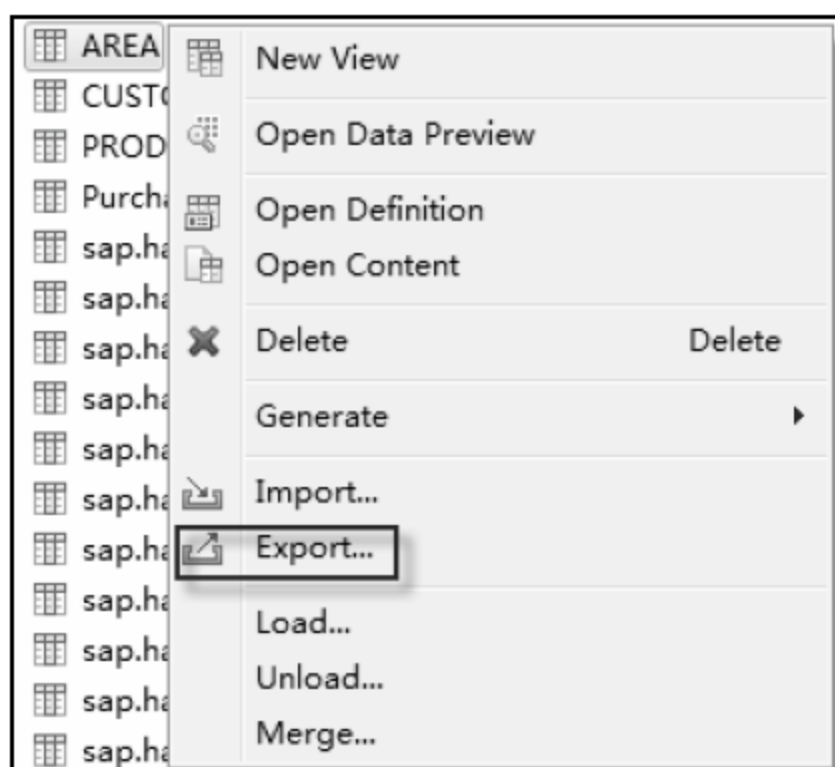 AREA
CUST
PROD
Purcha
sap.ha
sap.ha
sap.ha
sap.ha
sap.ha
sap.ha
sap.ha
sap.ha
sap.ha
sap.ha
sap.ha
New View
Open Data Preview
Open Definition
Open Content
Delete Delete
Generate
Import...
Export...
Load...
Unload...
Merge...